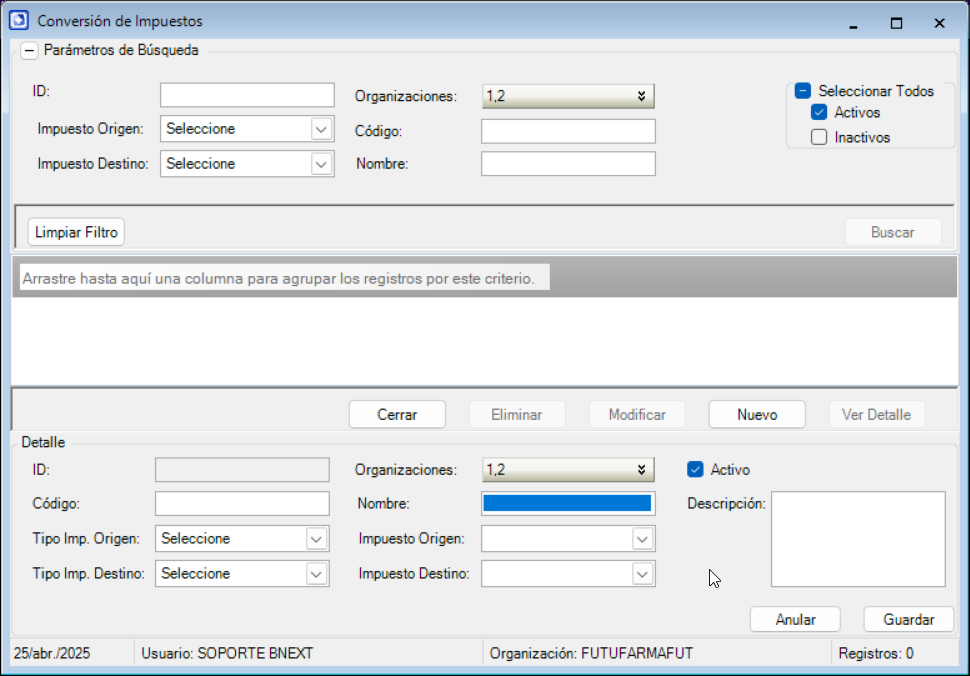 Conversión de Impuestos
Parámetros de Búsqueda
ID:
Organizaciones: 1,2
Seleccionar Todos
Activos
Impuesto Origen: Seleccione
Código:
Inactivos
Impuesto Destino: Seleccione
Nombre:
Limpiar Filtro
Buscar
Arrastre hasta aquí una columna para agrupar los registros por este criterio.
Cerrar
Eliminar
Modificar
Nuevo
Ver Detalle
Detalle
ID:
Organizaciones: 1,2
Activo
Código:
Nombre:
Descripción:
Tipo Imp. Origen: Seleccione
Impuesto Origen:
Tipo Imp. Destino: Seleccione
Impuesto Destino:
Anular
Guardar
25/abr./2025
Usuario: SOPORTE BNEXT
Organización: FUTUFARMAFUT
Registros: 0